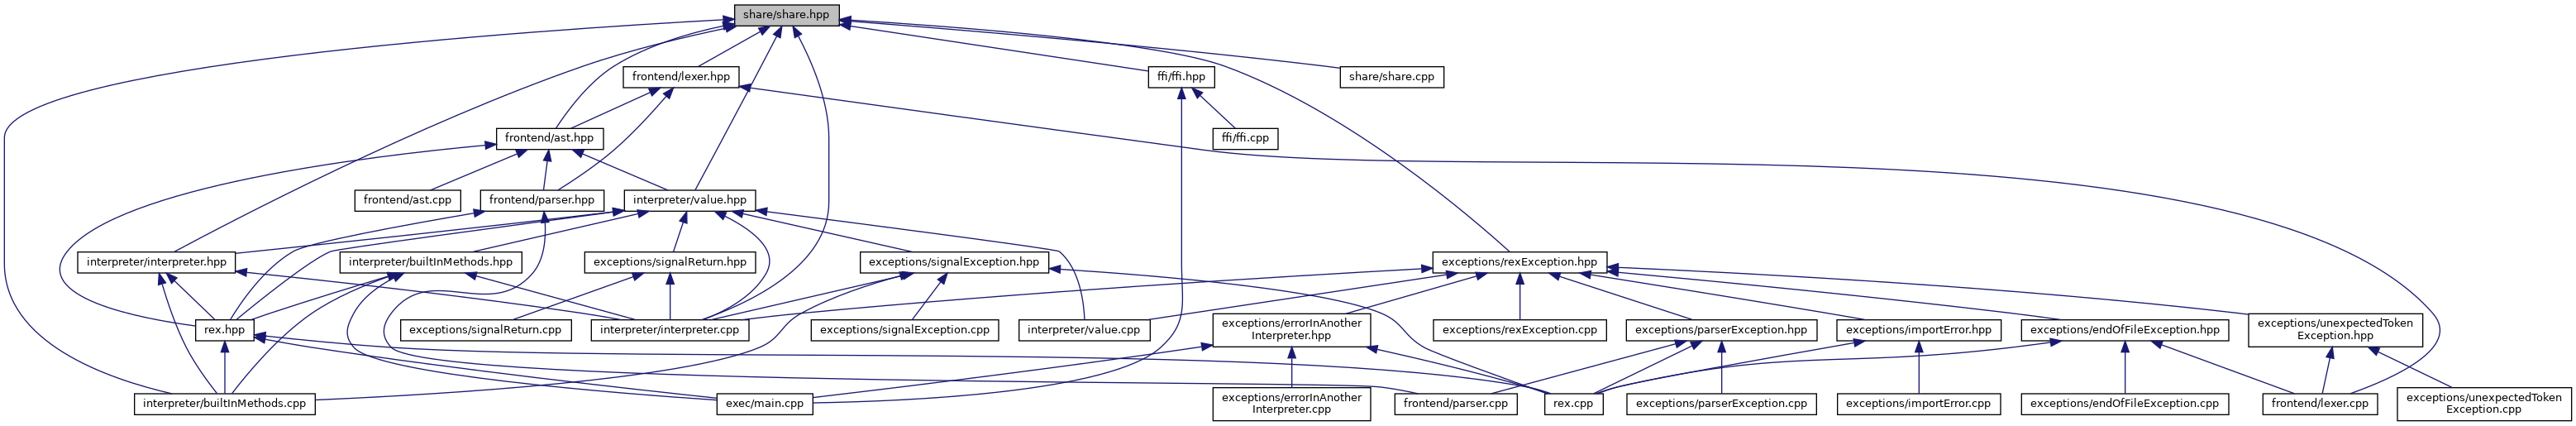 share/share.hpp
frontend/lexer.hpp
ffi/ffi.hpp
share/share.cpp
frontend/ast.hpp
ffi/ffi.cpp
frontend/ast.cpp
frontend/parser.hpp
interpreter/value.hpp
interpreter/interpreter.hpp
interpreter/builtInMethods.hpp
exceptions/signalReturn.hpp
exceptions/signalException.hpp
exceptions/rexException.hpp
rex.hpp
exceptions/signalReturn.cpp
interpreter/interpreter.cpp
exceptions/signalException.cpp
interpreter/value.cpp
exceptions/errorInAnother
Interpreter.hpp
exceptions/rexException.cpp
exceptions/parserException.hpp
exceptions/importError.hpp
exceptions/endOfFileException.hpp
exceptions/unexpectedToken
Exception.hpp
interpreter/builtInMethods.cpp
exec/main.cpp
exceptions/errorInAnother
Interpreter.cpp
frontend/parser.cpp
rex.cpp
exceptions/parserException.cpp
exceptions/importError.cpp
exceptions/endOfFileException.cpp
frontend/lexer.cpp
exceptions/unexpectedToken
Exception.cpp